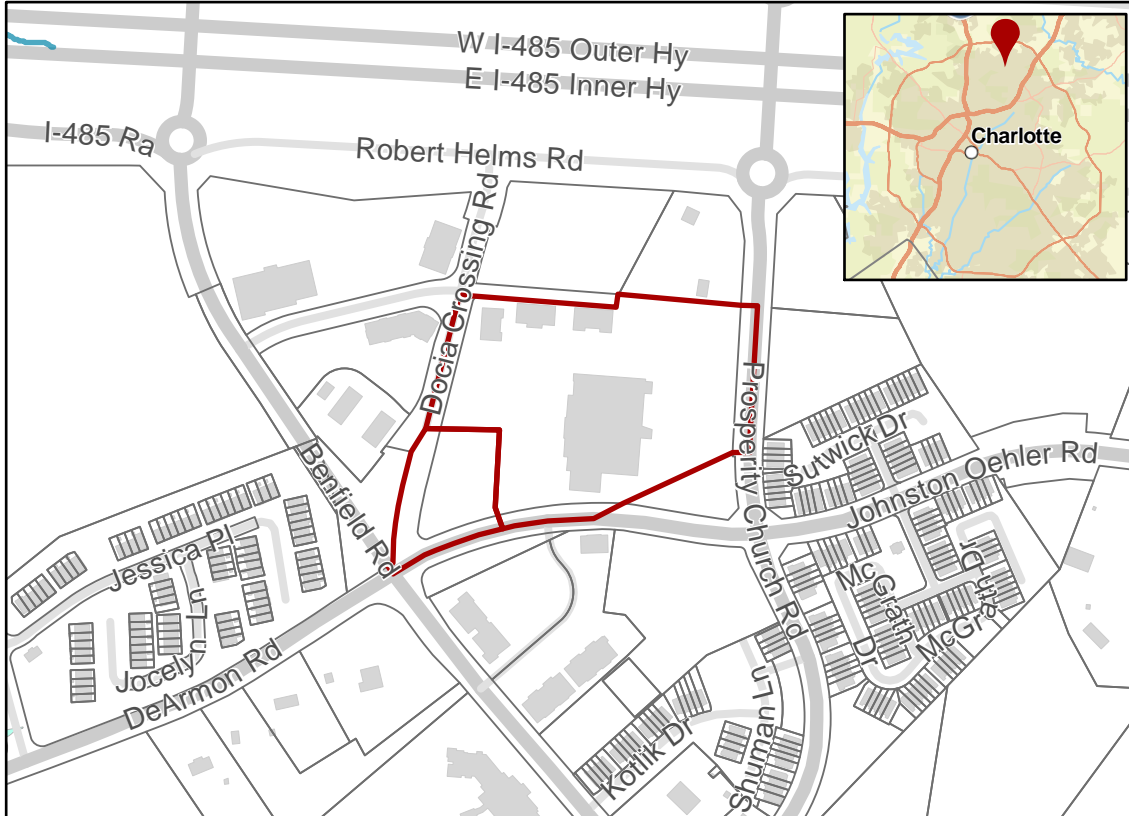 W I-485 Outer Hy
E I-485 Inner Hy
I-485 Ra
Robert Helms Rd
Charlotte
Docia Crossing Rd
Prosperity Church Rd
Benfield Rd
Sutwick Dr
Johnston Oehler Rd
Jessica Pl
Jocelyn Ln
DeArmon Rd
McGrath Dr
McGrath Dr
Shuman Ln
Kotlik Dr